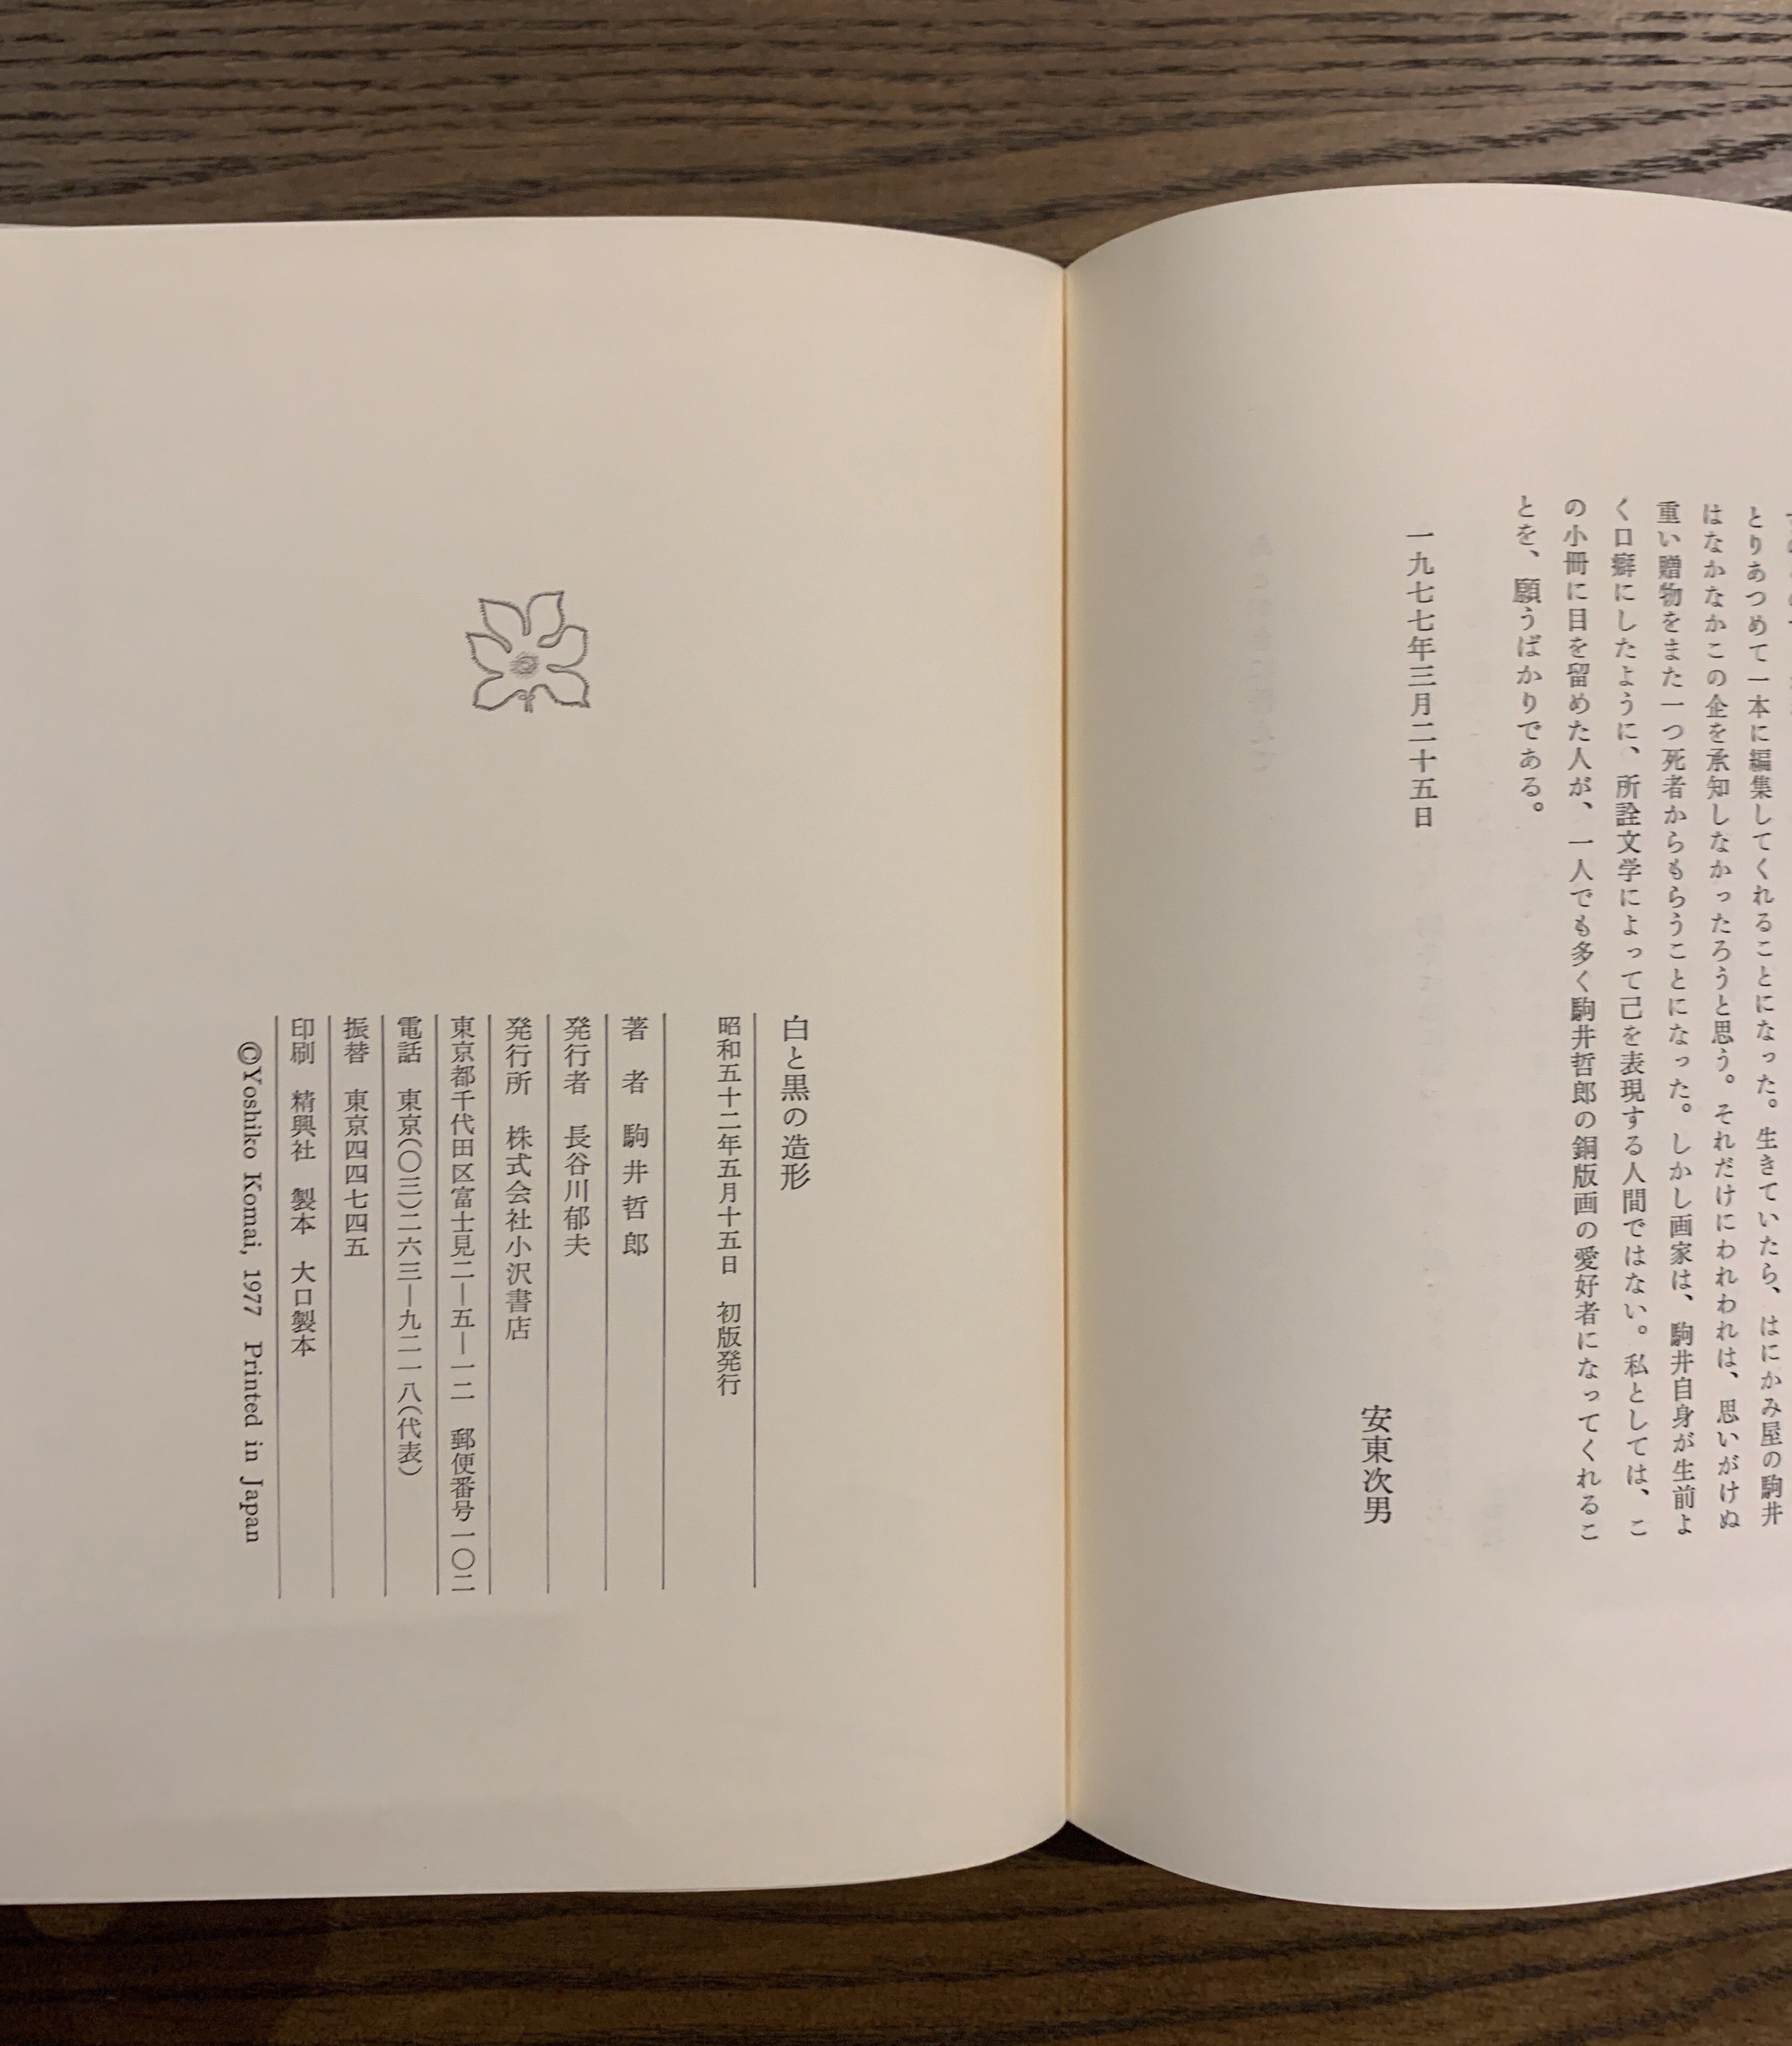 とりあつめて一本に編集してくれることになった。生きていたら、はにかみ屋の駒井
はなかなかこの企を承知しなかったろうと思う。それだけにわれわれは、思いがけぬ
重い贈物をまた一つ死者からもらうことになった。しかし画家は、駒井自身が生前よ
く口癖にしたように、所詮文学によって己を表現する人間ではない。私としては、こ
の小冊に目を留めた人が、一人でも多く駒井哲郎の銅版画の愛好者になってくれるこ
とを、願うばかりである。
一九七七年三月二十五日
安東次男
白と黒の造形
昭和五十二年五月十五日 初版発行
著者 駒井哲郎
発行者 長谷川郁夫
発行所 株式会社小沢書店
東京都千代田区富士見二―五―一二 郵便番号一〇二
電話 東京(〇三)二六三―九二一八(代表)
振替 東京四四七四五
印刷 精興社 製本 大口製本
©Yoshiko Komai, 1977 Printed in Japan